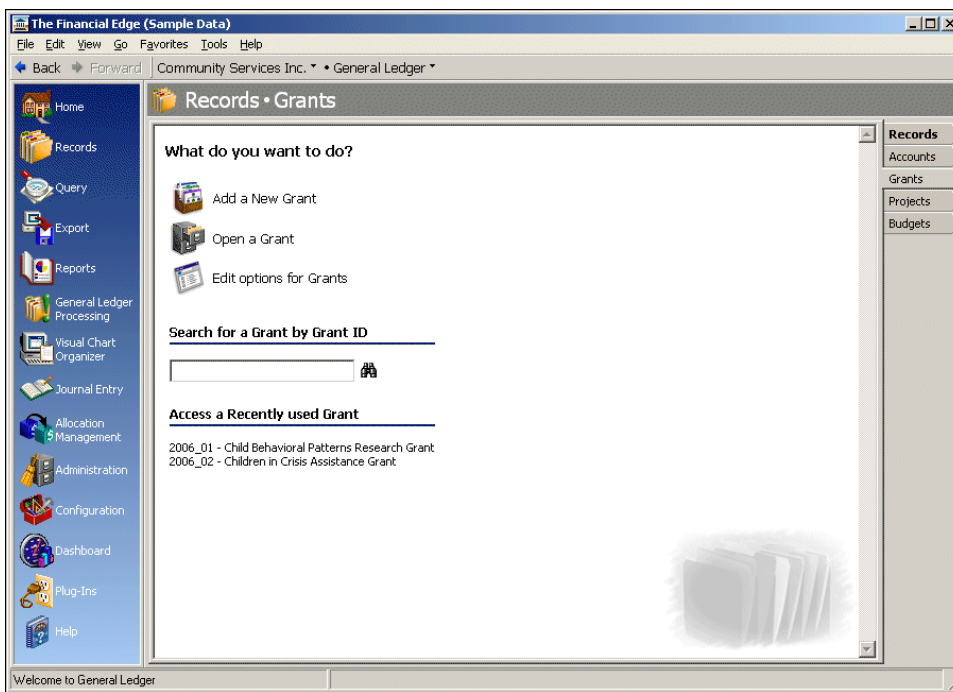 The Financial Edge (Sample Data)
File Edit View Go Favorites Tools Help
Back Forward Community Services Inc. • General Ledger
Records • Grants
Home
Records
Query
Export
Reports
General Ledger
Processing
Visual Chart
Organizer
Journal Entry
Allocation
Management
Administration
Configuration
Dashboard
Plug-Ins
Help
What do you want to do?
Add a New Grant
Open a Grant
Edit options for Grants
Search for a Grant by Grant ID
Access a Recently used Grant
2006_01 - Child Behavioral Patterns Research Grant
2006_02 - Children in Crisis Assistance Grant
Records
Accounts
Grants
Projects
Budgets
Welcome to General Ledger